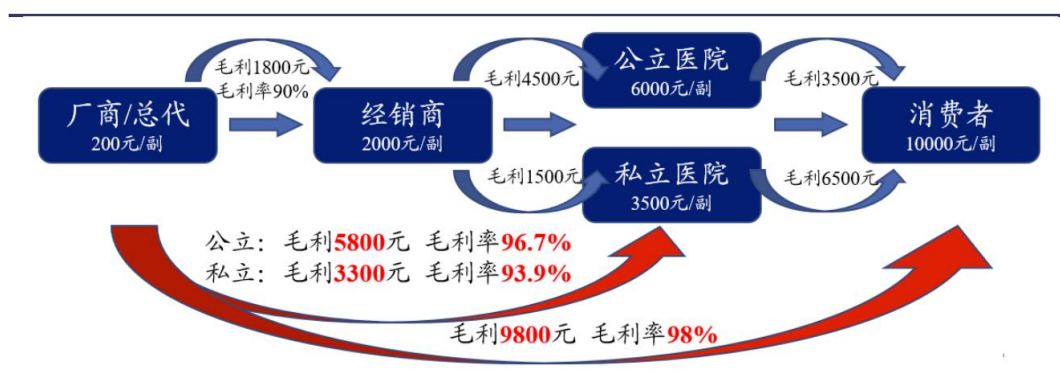 毛利1800元
毛利率90%
厂商/总代
200元/副
经销商
2000元/副
毛利4500元
毛利1500元
公立医院
6000元/副
私立医院
3500元/副
毛利3500元
毛利6500元
消费者
10000元/副
公立：毛利5800元 毛利率96.7%
私立：毛利3300元 毛利率93.9%
毛利9800元 毛利率98%